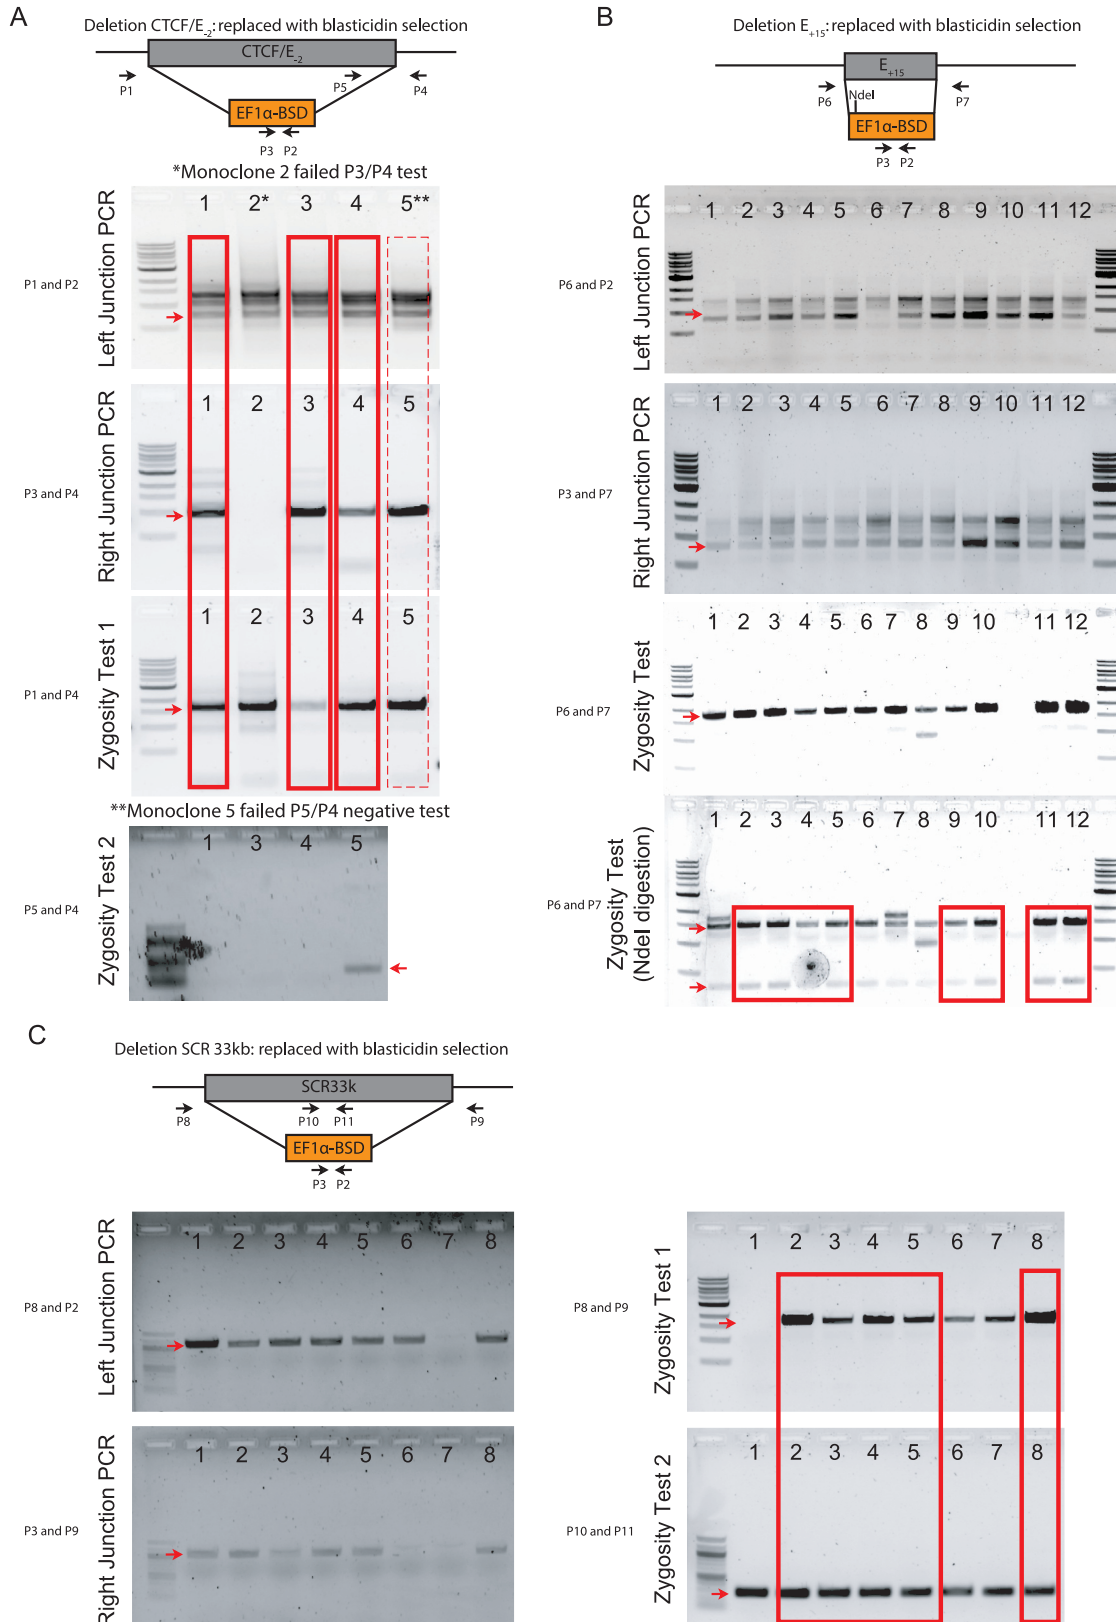 A
Deletion CTCF/E-2: replaced with blasticidin selection
CTCF/E-2
P1
P5
P4
EF1α-BSD
P3
P2
*Monoclone 2 failed P3/P4 test
P1 and P2
Left Junction PCR
1 2* 3 4 5**
P3 and P4
Right Junction PCR
1 2 3 4 5
P1 and P4
Zygosity Test 1
1 2 3 4 5
**Monoclone 5 failed P5/P4 negative test
P5 and P4
Zygosity Test 2
1 3 4 5
B
Deletion E+15: replaced with blasticidin selection
E+15
P6
NdeI
P7
EF1α-BSD
P3
P2
P6 and P2
Left Junction PCR
1 2 3 4 5 6 7 8 9 10 11 12
P3 and P7
Right Junction PCR
1 2 3 4 5 6 7 8 9 10 11 12
P6 and P7
Zygosity Test
1 2 3 4 5 6 7 8 9 10 11 12
P6 and P7
Zygosity Test
(NdeI digestion)
1 2 3 4 5 6 7 8 9 10 11 12
C
Deletion SCR 33kb: replaced with blasticidin selection
SCR33k
P8
P10
P11
P9
EF1α-BSD
P3
P2
P8 and P2
Left Junction PCR
1 2 3 4 5 6 7 8
P3 and P9
Right Junction PCR
1 2 3 4 5 6 7 8
P8 and P9
Zygosity Test 1
1 2 3 4 5 6 7 8
P10 and P11
Zygosity Test 2
1 2 3 4 5 6 7 8